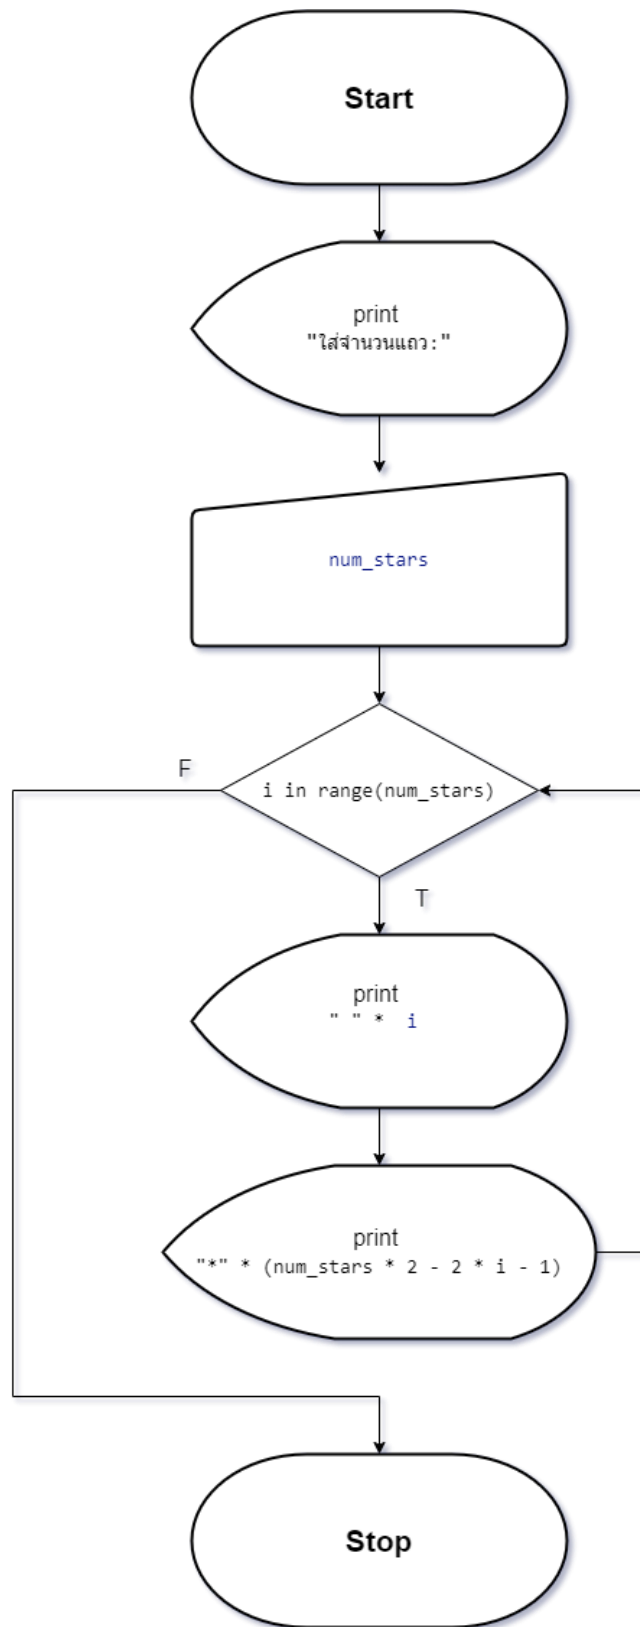 Start
print
"ใส่จำนวนแถว:"
num_stars
F
i in range(num_stars)
T
print
" " * i
print
"*" * (num_stars * 2 - 2 * i - 1)
Stop